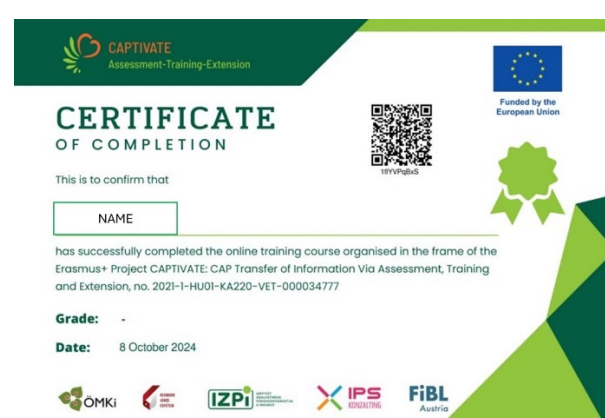 CAPTIVATE
Assessment-Training-Extension
Funded by the
European Union
CERTIFICATE
OF COMPLETION
This is to confirm that
NAME
has successfully completed the online training course organised in the frame of the
Erasmus+ Project CAPTIVATE: CAP Transfer of Information Via Assessment, Training
and Extension, no. 2021-1-HU01-KA220-VET-000034777
Grade: -
Date: 8 October 2024
ÖMKi
IZPI
IPS
KONZALTING
FiBL
Austria